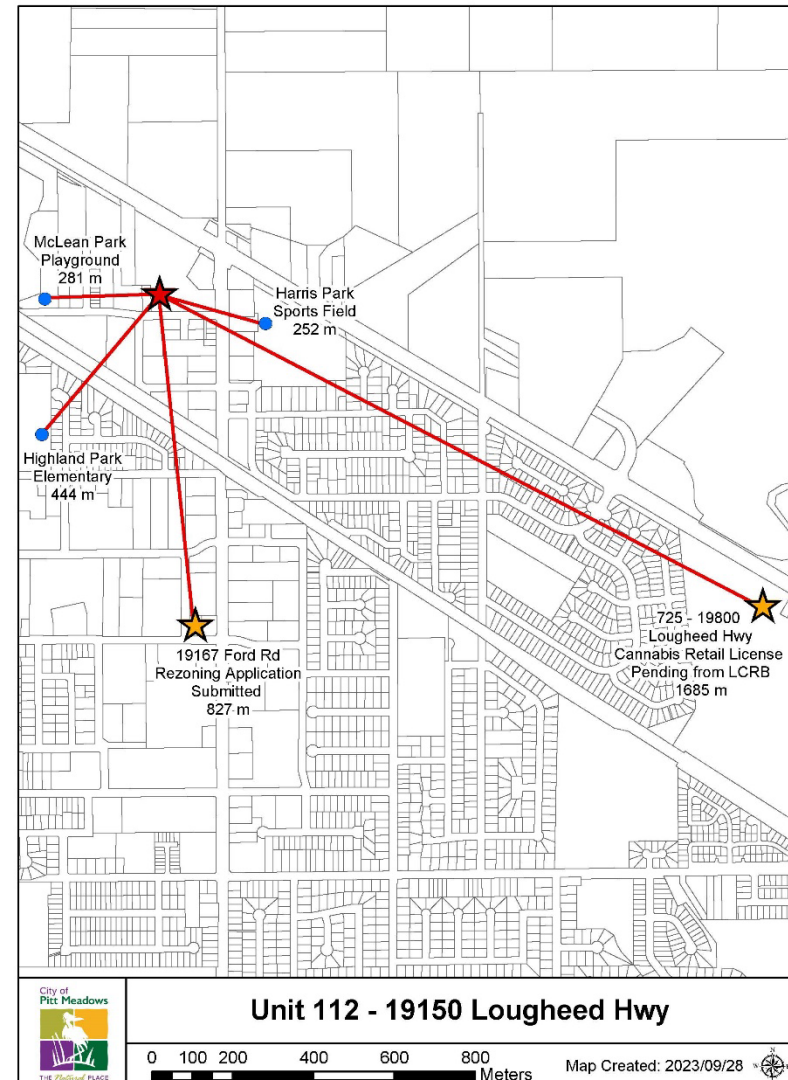 McLean Park
Playground
281 m
Harris Park
Sports Field
252 m
Highland Park
Elementary
444 m
19167 Ford Rd
Rezoning Application
Submitted
827 m
725 - 19800
Lougheed Hwy
Cannabis Retail License
Pending from LCRB
1685 m
City of
Pitt Meadows
THE Natural PLACE
Unit 112 - 19150 Lougheed Hwy
0 100 200 400 600 800
Meters
Map Created: 2023/09/28
N